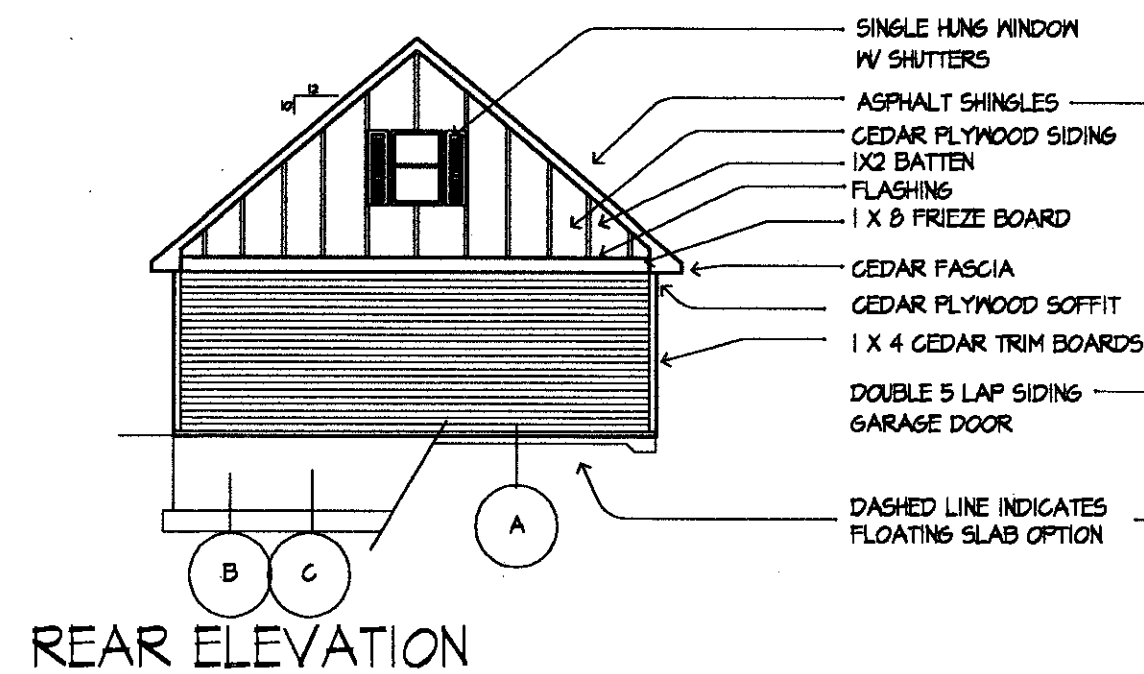 SINGLE HUNG WINDOW
W/ SHUTTERS
12
10
ASPHALT SHINGLES
CEDAR PLYWOOD SIDING
1X2 BATTEN
FLASHING
1 X 8 FRIEZE BOARD
CEDAR FASCIA
CEDAR PLYWOOD SOFFIT
1 X 4 CEDAR TRIM BOARDS
DOUBLE 5 LAP SIDING
GARAGE DOOR
DASHED LINE INDICATES
FLOATING SLAB OPTION
A
B
C
REAR ELEVATION